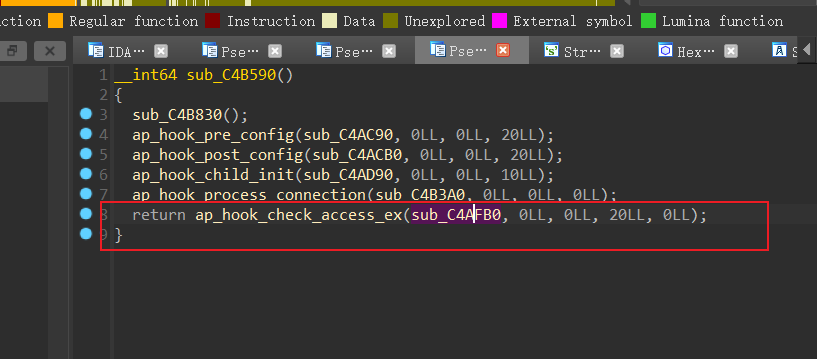 ction Regular function Instruction Data Unexplored External symbol Lumina function
IDA… Pse… Pse… Pse… Str… Hex… S
1 __int64 sub_C4B590()
2 {
3 sub_C4B830();
4 ap_hook_pre_config(sub_C4AC90, 0LL, 0LL, 20LL);
5 ap_hook_post_config(sub_C4ACB0, 0LL, 0LL, 20LL);
6 ap_hook_child_init(sub_C4AD90, 0LL, 0LL, 10LL);
7 ap_hook_process_connection(sub_C4B3A0, 0LL, 0LL, 0LL);
8 return ap_hook_check_access_ex(sub_C4AFB0, 0LL, 0LL, 20LL, 0LL);
9 }